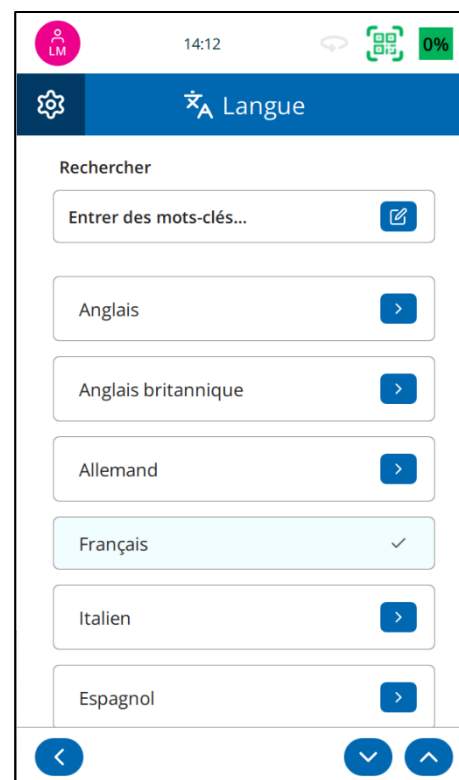 LM
14:12
0%
Langue
Rechercher
Entrer des mots-clés...
Anglais
Anglais britannique
Allemand
Français
Italien
Espagnol